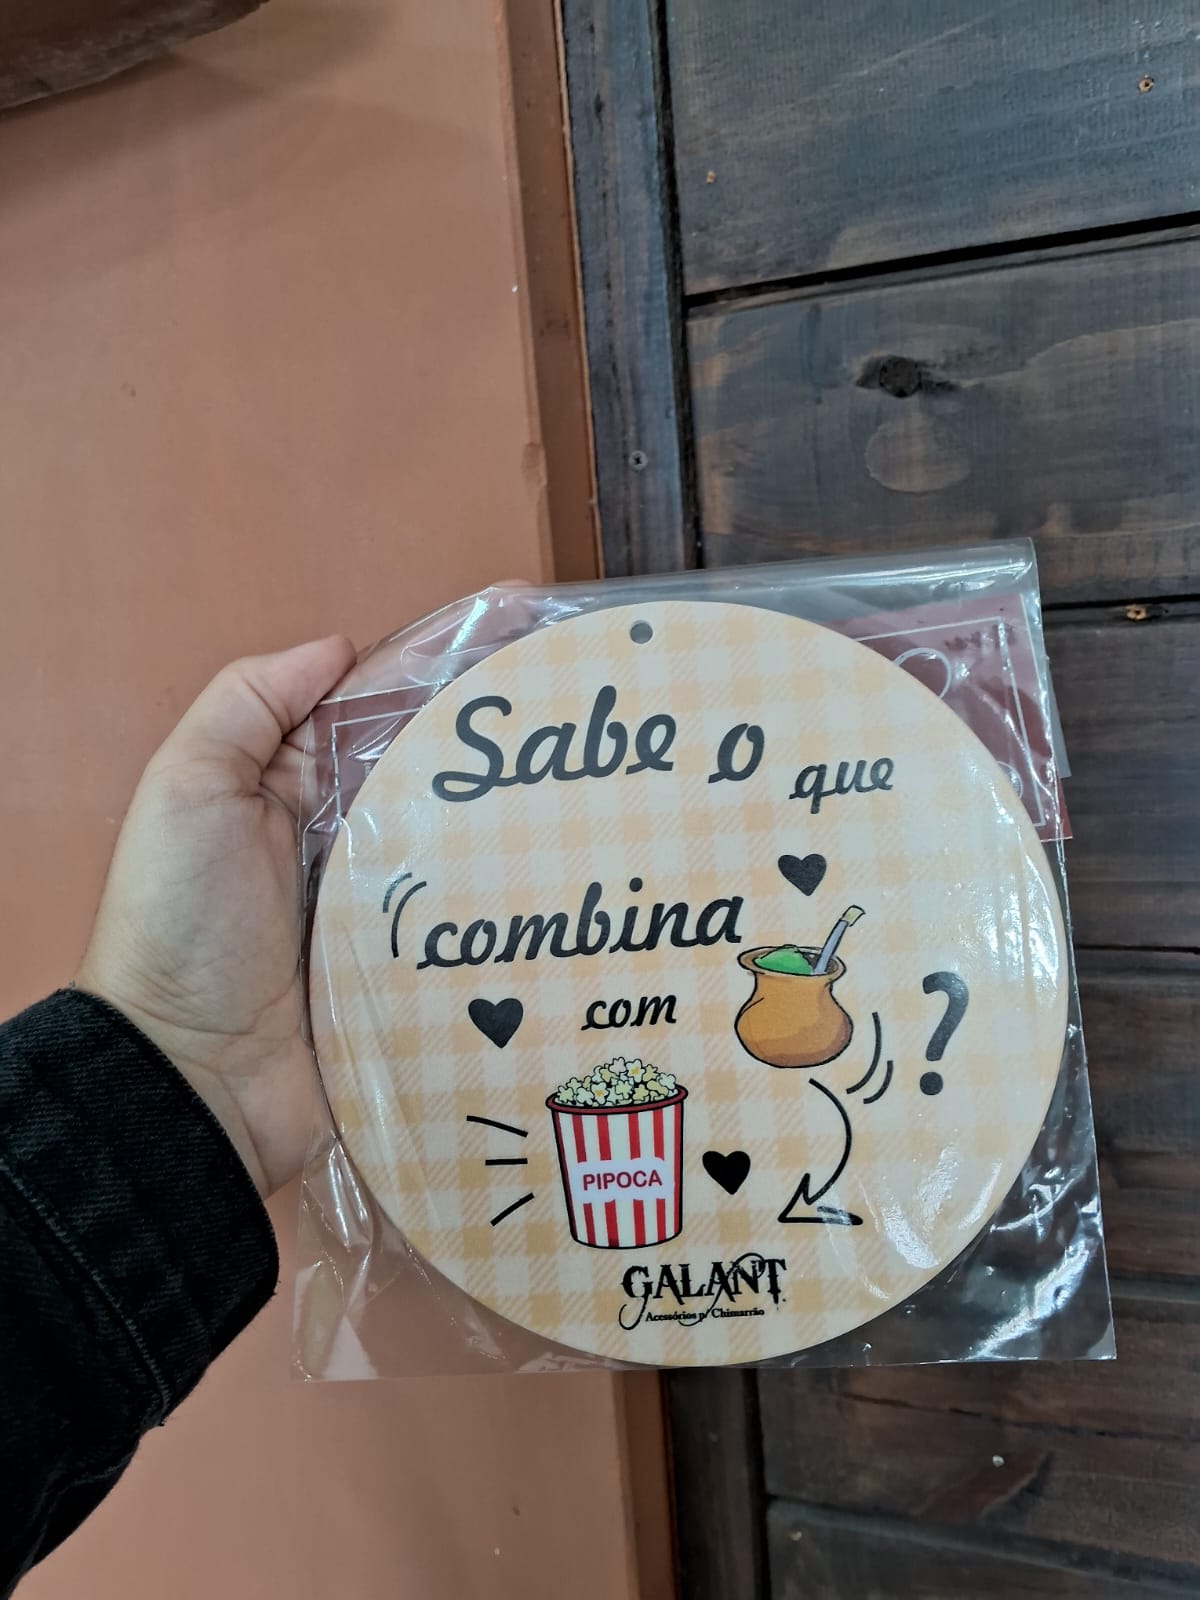 Sabe o que
combina
com
?
PIPOCA
GALANT
Acessórios p/ Chimarrão